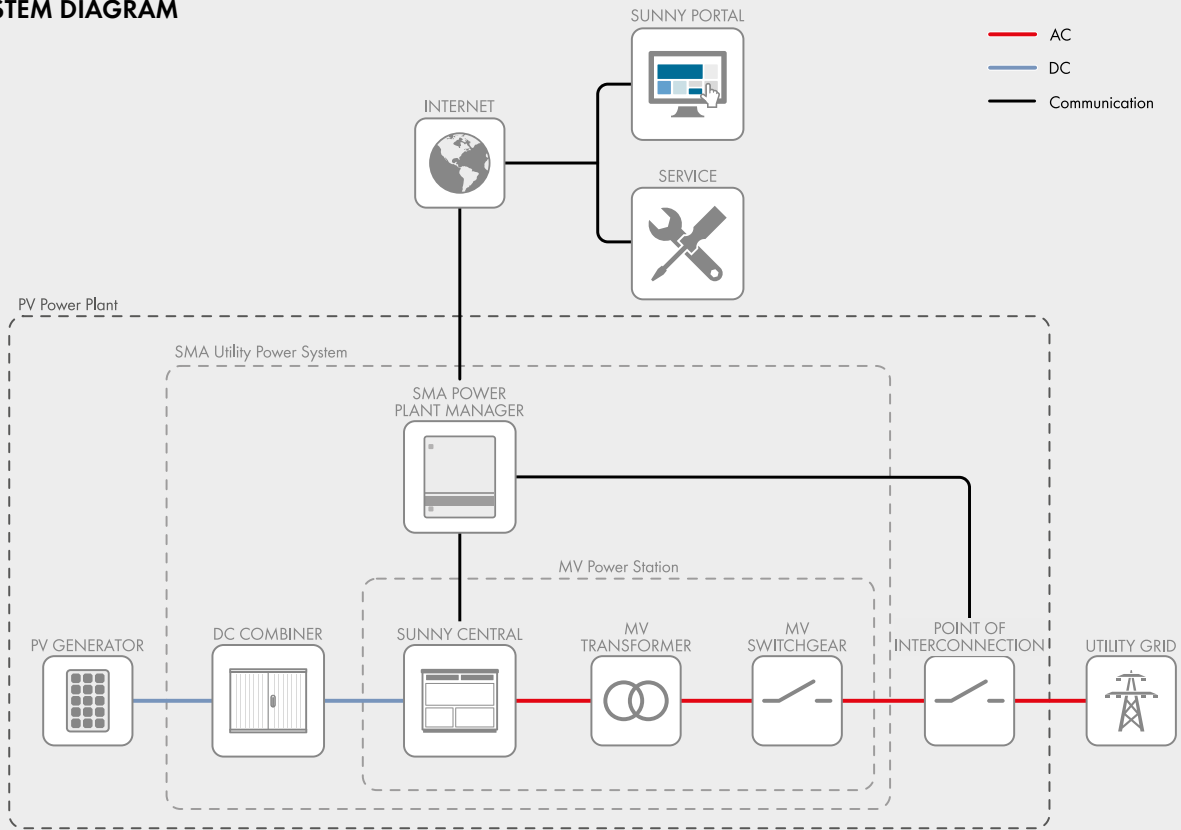 STEM DIAGRAM
SUNNY PORTAL
AC
DC
Communication
INTERNET
SERVICE
PV Power Plant
SMA Utility Power System
SMA POWER
PLANT MANAGER
MV Power Station
PV GENERATOR
DC COMBINER
SUNNY CENTRAL
MV
TRANSFORMER
MV
SWITCHGEAR
POINT OF
INTERCONNECTION
UTILITY GRID